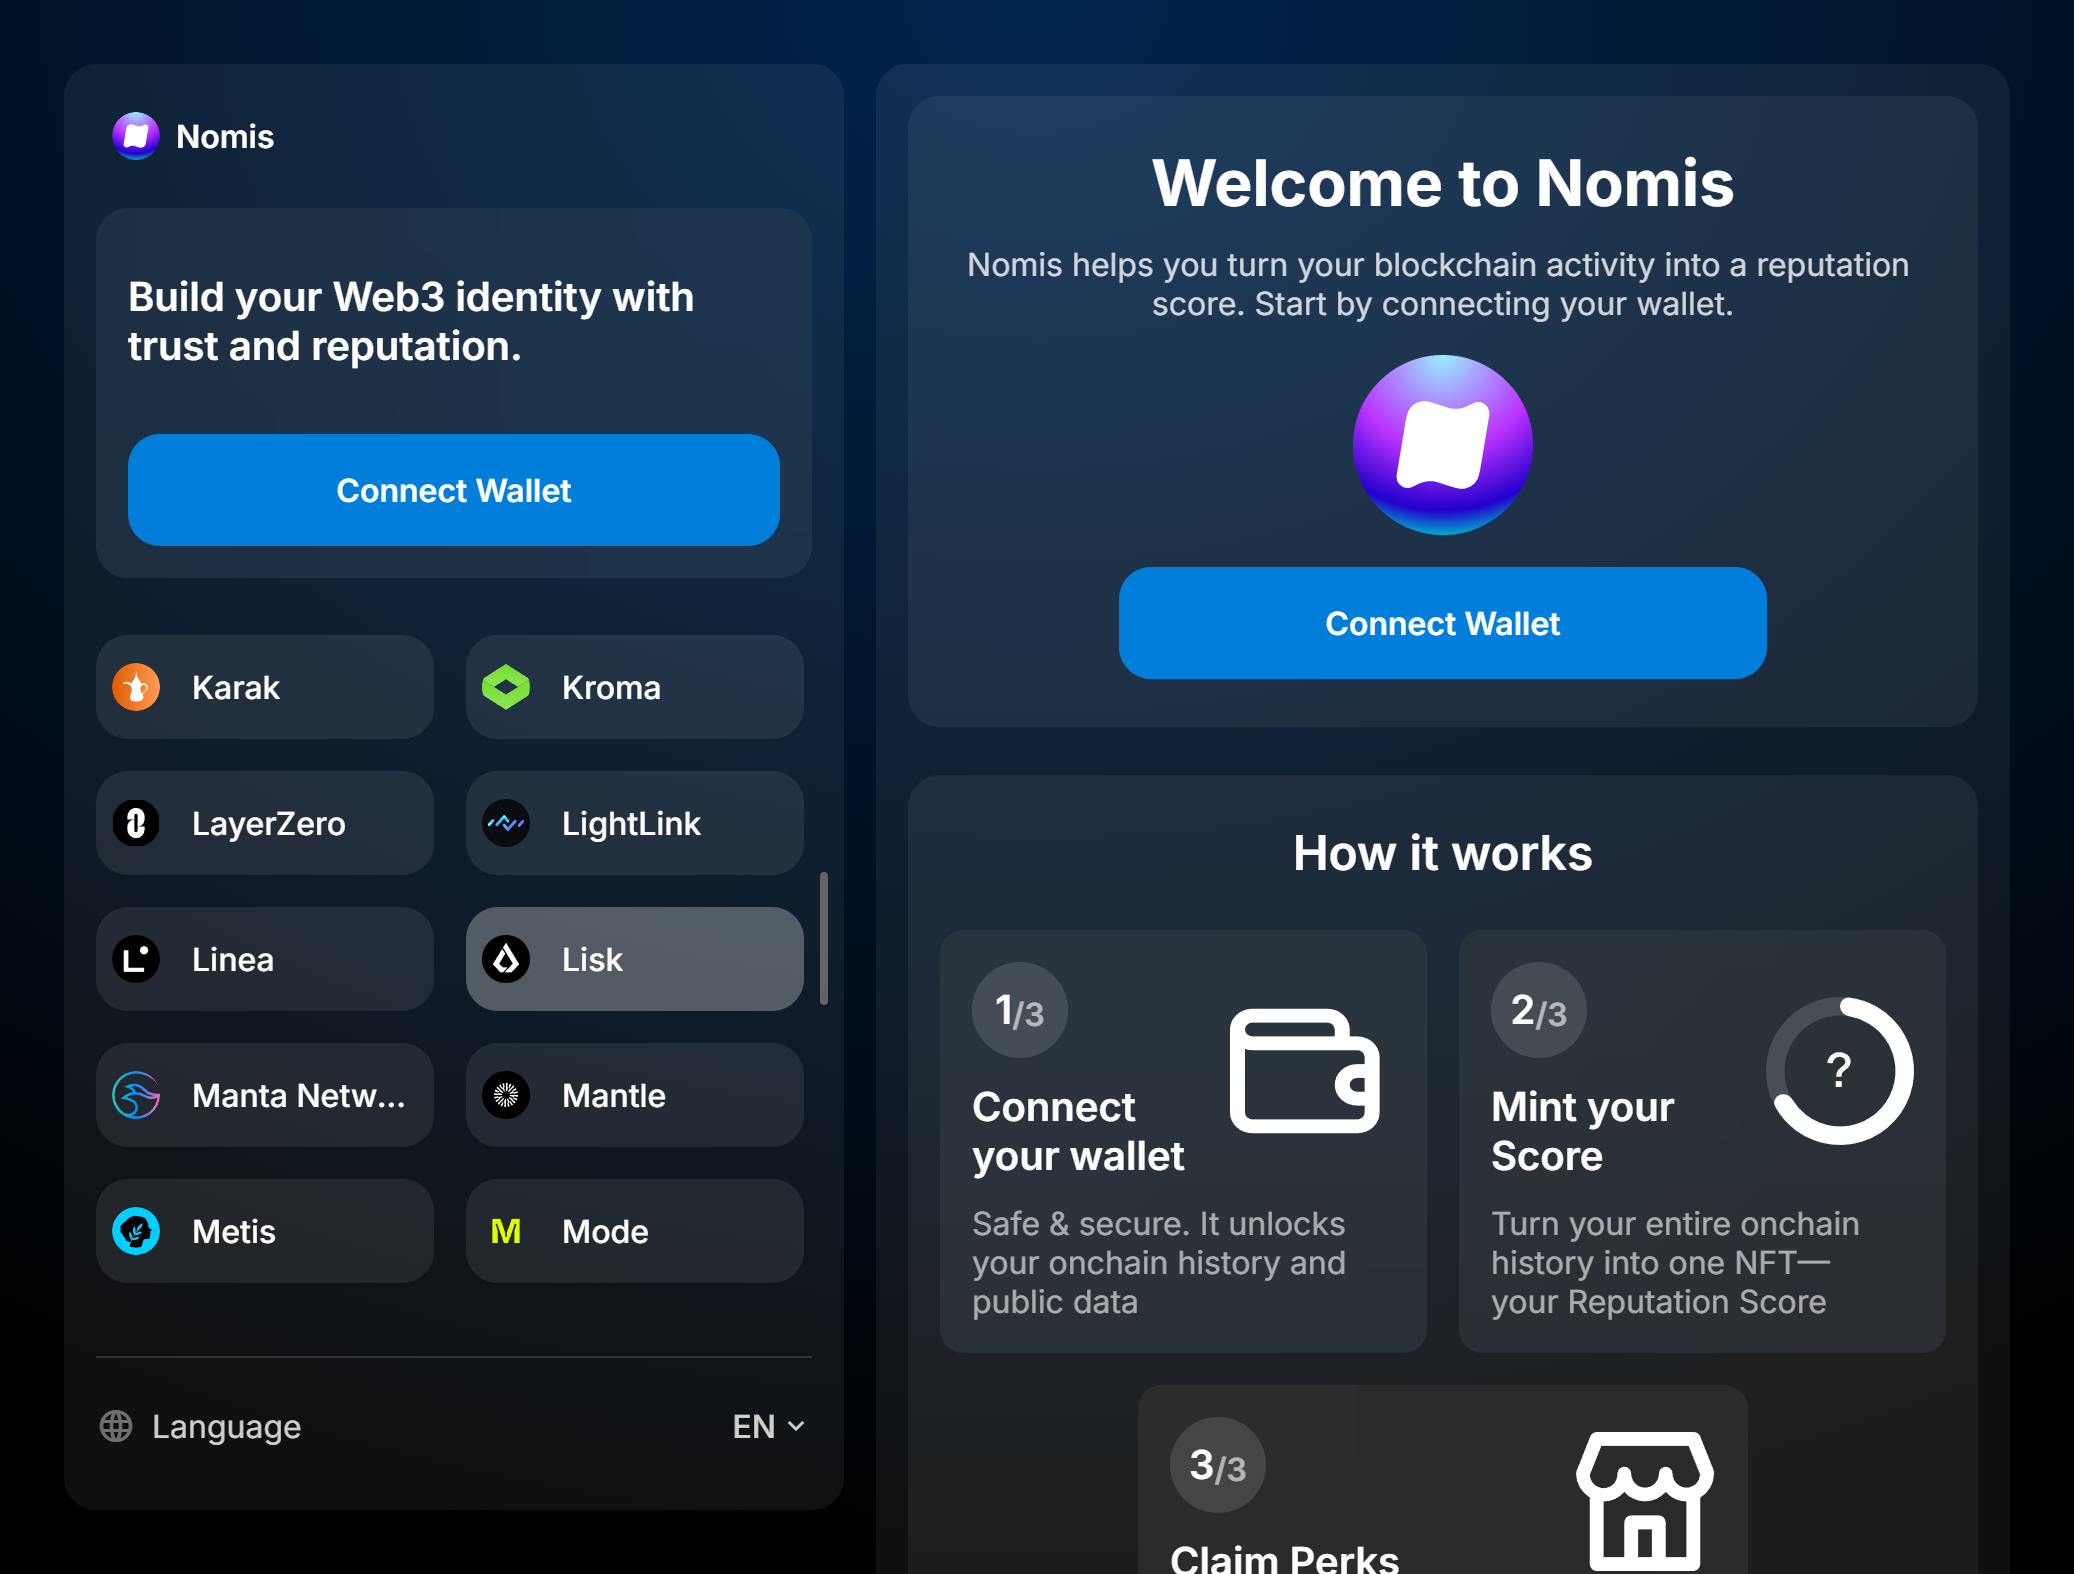 Nomis
Build your Web3 identity with
trust and reputation.
Connect Wallet
Karak
Kroma
LayerZero
LightLink
Linea
Lisk
Manta Netw...
Mantle
Metis
M
Mode
Language
EN
Welcome to Nomis
Nomis helps you turn your blockchain activity into a reputation
score. Start by connecting your wallet.
Connect Wallet
How it works
1/3
Connect
your wallet
Safe & secure. It unlocks
your onchain history and
public data
2/3
?
Mint your
Score
Turn your entire onchain
history into one NFT—
your Reputation Score
3/3
Claim Perks